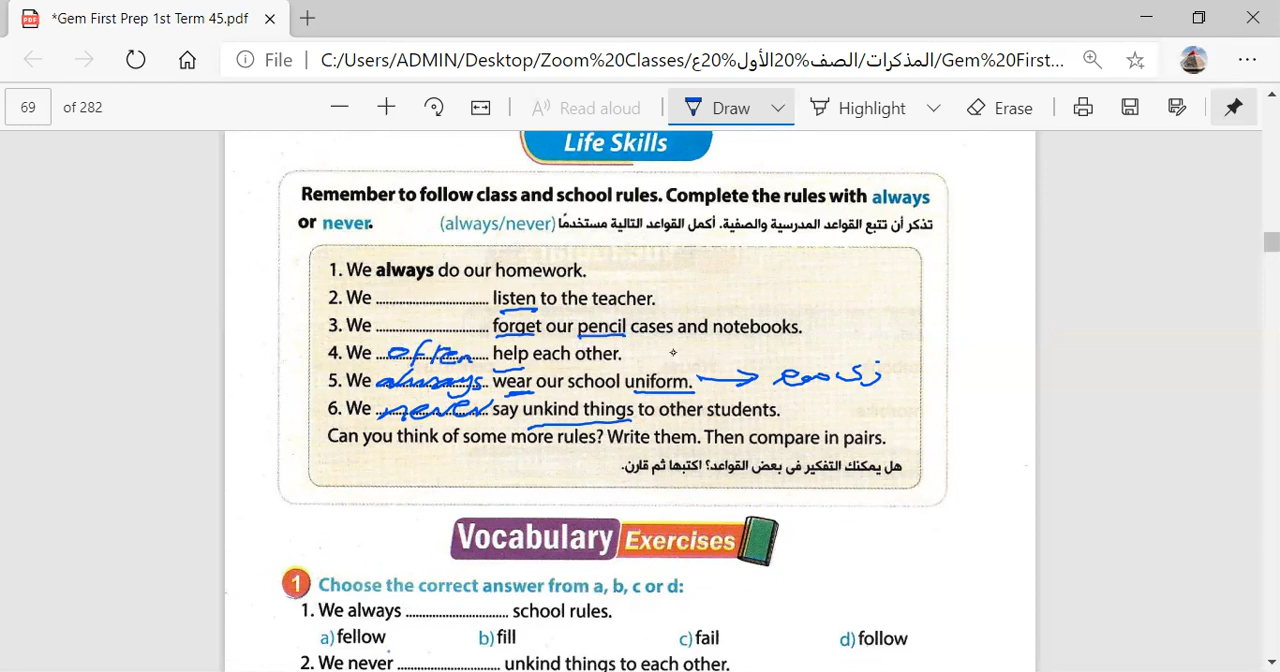 *Gem First Prep 1st Term 45.pdf
File C:/Users/ADMIN/Desktop/Zoom%20Classes/المذكرات/الصف%20الأول%20ع/Gem%20First...
69 of 282 Read aloud Draw Highlight Erase
Life Skills
Remember to follow class and school rules. Complete the rules with always
or never. (always/never) تذكر أن تتبع القواعد المدرسية والصفية. أكمل القواعد التالية مستخدمًا
1. We always do our homework.
2. We .............................. listen to the teacher.
3. We .............................. forget our pencil cases and notebooks.
4. We often help each other.
5. We always wear our school uniform.
6. We never say unkind things to other students.
Can you think of some more rules? Write them. Then compare in pairs.
هل يمكنك التفكير فى بعض القواعد؟ اكتبها ثم قارن.
Vocabulary Exercises
1 Choose the correct answer from a, b, c or d:
1. We always ............................ school rules.
a) fellow b) fill c) fail d) follow
2. We never ............................ unkind things to each other.